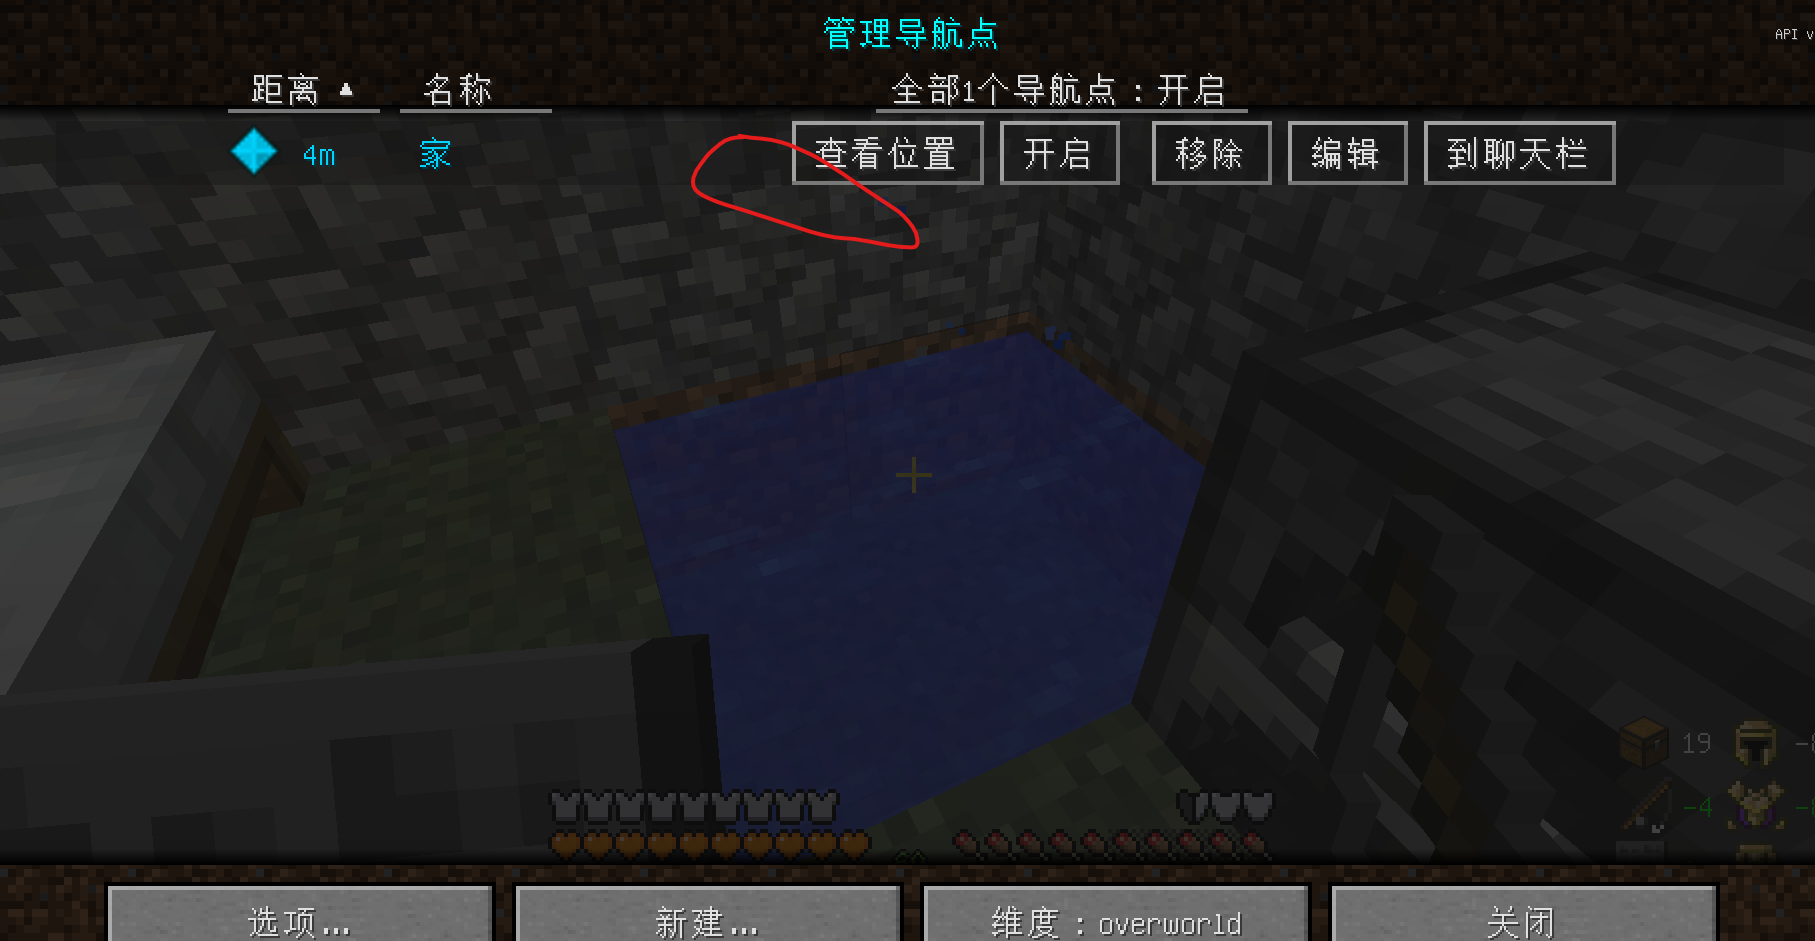 管理导航点
API v
距离 ▲ 名称 全部1个导航点：开启
4m 家 查看位置 开启 移除 编辑 到聊天栏
19
-4
选项... 新建... 维度：overworld 关闭